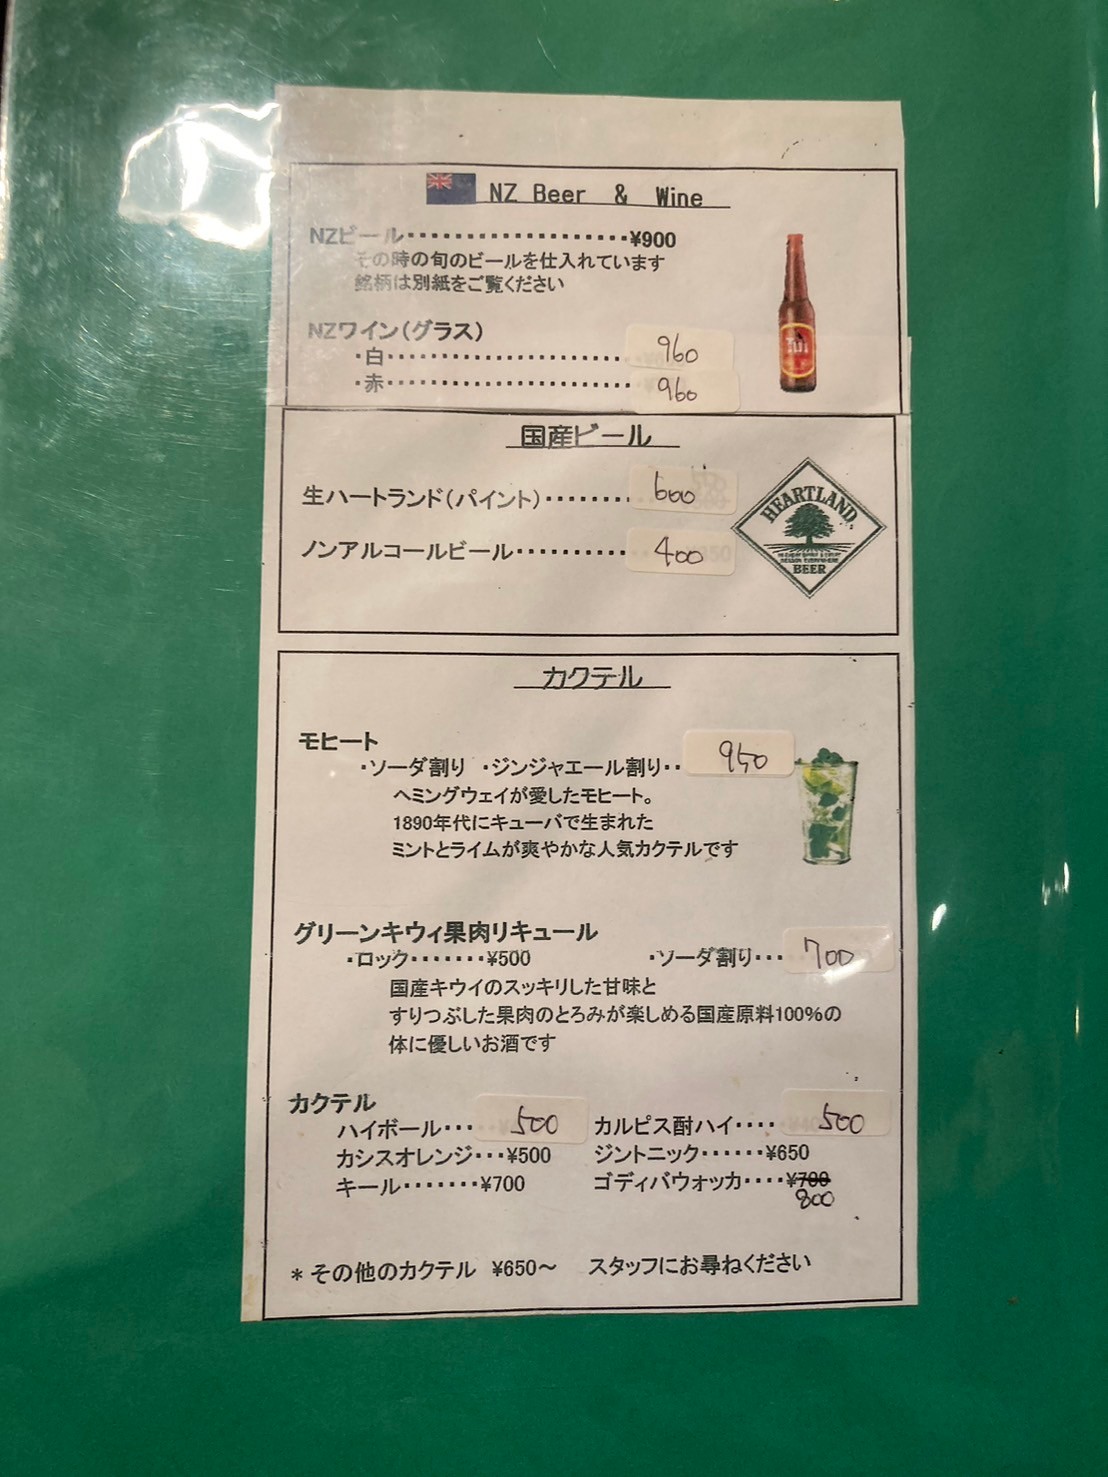 NZ Beer & Wine
NZビール····················¥900
その時の旬のビールを仕入れています
銘柄は別紙をご覧ください
NZワイン(グラス)
・白······················ 960
・赤······················ 960
Tui
国産ビール
生ハートランド(パイント)········ 600
ノンアルコールビール·········· 400
HEARTLAND
BEER
カクテル
モヒート
・ソーダ割り ・ジンジャエール割り·· 950
ヘミングウェイが愛したモヒート。
1890年代にキューバで生まれた
ミントとライムが爽やかな人気カクテルです
グリーンキウィ果肉リキュール
・ロック·······¥500 ・ソーダ割り··· 700
国産キウイのスッキリした甘味と
すりつぶした果肉のとろみが楽しめる国産原料100%の
体に優しいお酒です
カクテル
ハイボール··· 500 カルピス酎ハイ···· 500
カシスオレンジ···¥500 ジントニック······¥650
キール·······¥700 ゴディバウォッカ····¥700
800
*その他のカクテル ¥650～ スタッフにお尋ねください